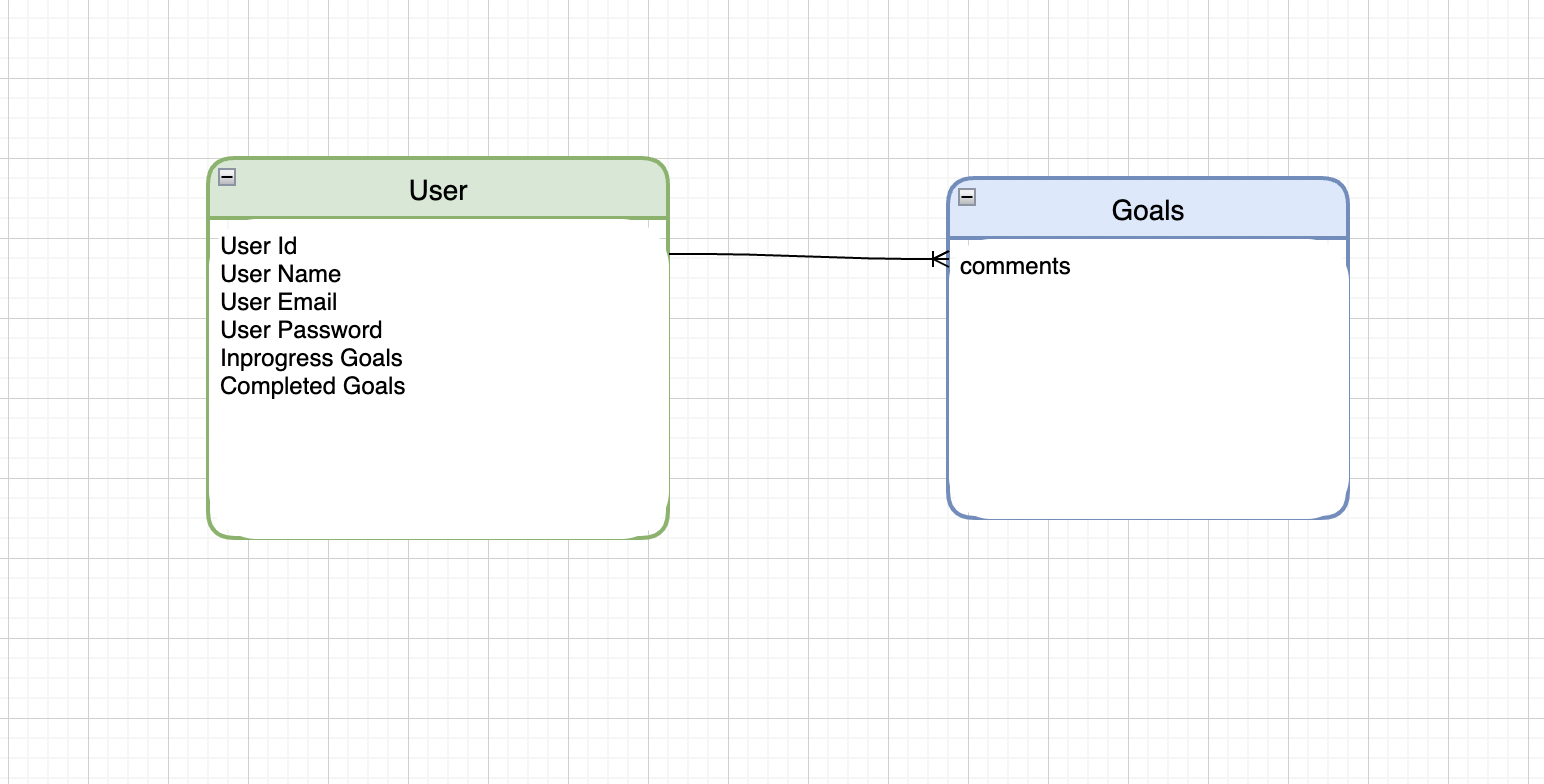 User
User Id
User Name
User Email
User Password
Inprogress Goals
Completed Goals
Goals
comments